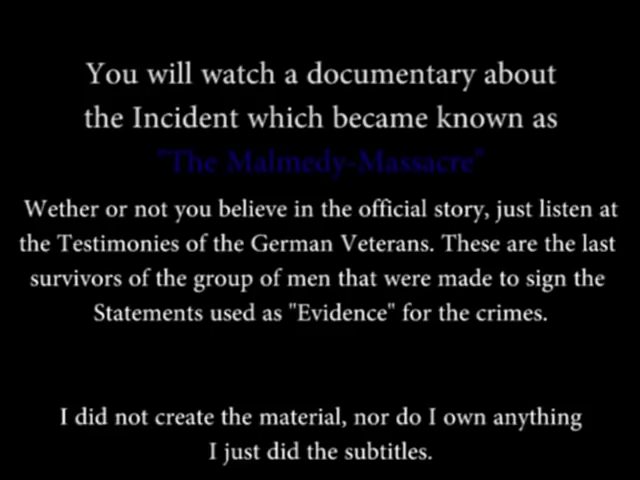 You will watch a documentary about
the Incident which became known as
"The Malmedy-Massacre"
Wether or not you believe in the official story, just listen at
the Testimonies of the German Veterans. These are the last
survivors of the group of men that were made to sign the
Statements used as "Evidence" for the crimes.
I did not create the material, nor do I own anything
I just did the subtitles.